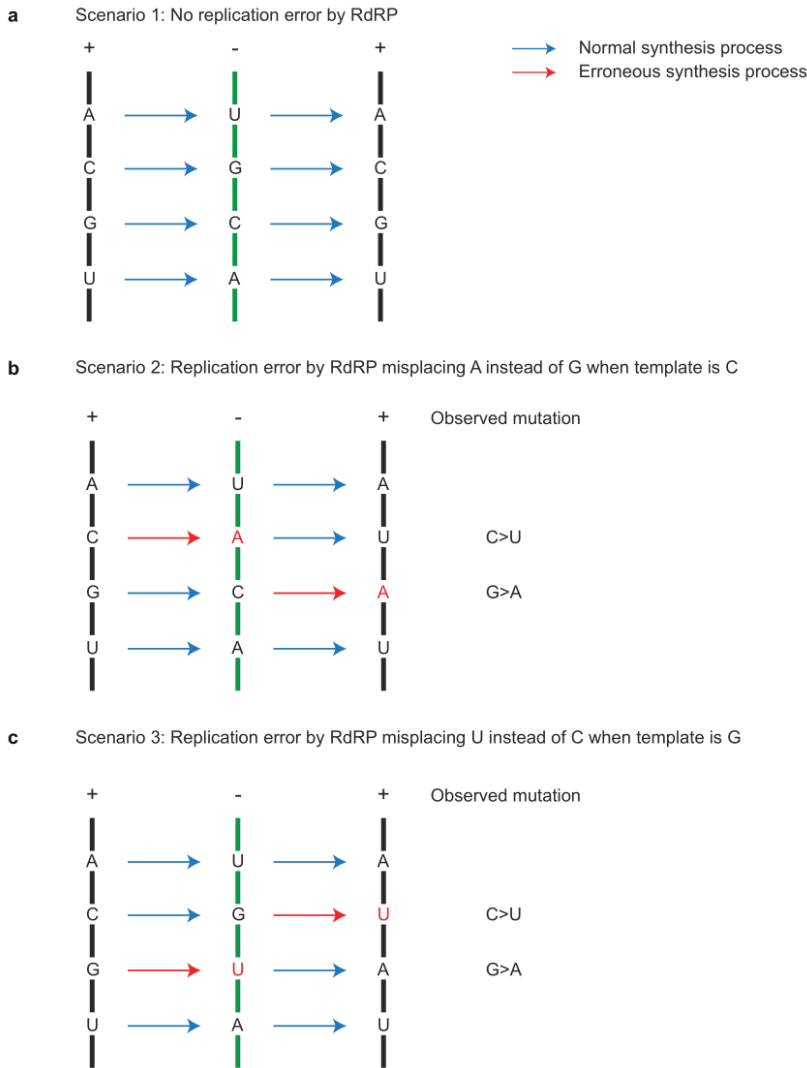 a Scenario 1: No replication error by RdRP
+ - +
Normal synthesis process
Erroneous synthesis process
A U A
C G C
G C G
U A U
b Scenario 2: Replication error by RdRP misplacing A instead of G when template is C
+ - + Observed mutation
A U A
C A U C>U
G C A G>A
U A U
c Scenario 3: Replication error by RdRP misplacing U instead of C when template is G
+ - + Observed mutation
A U A
C G U C>U
G U A G>A
U A U